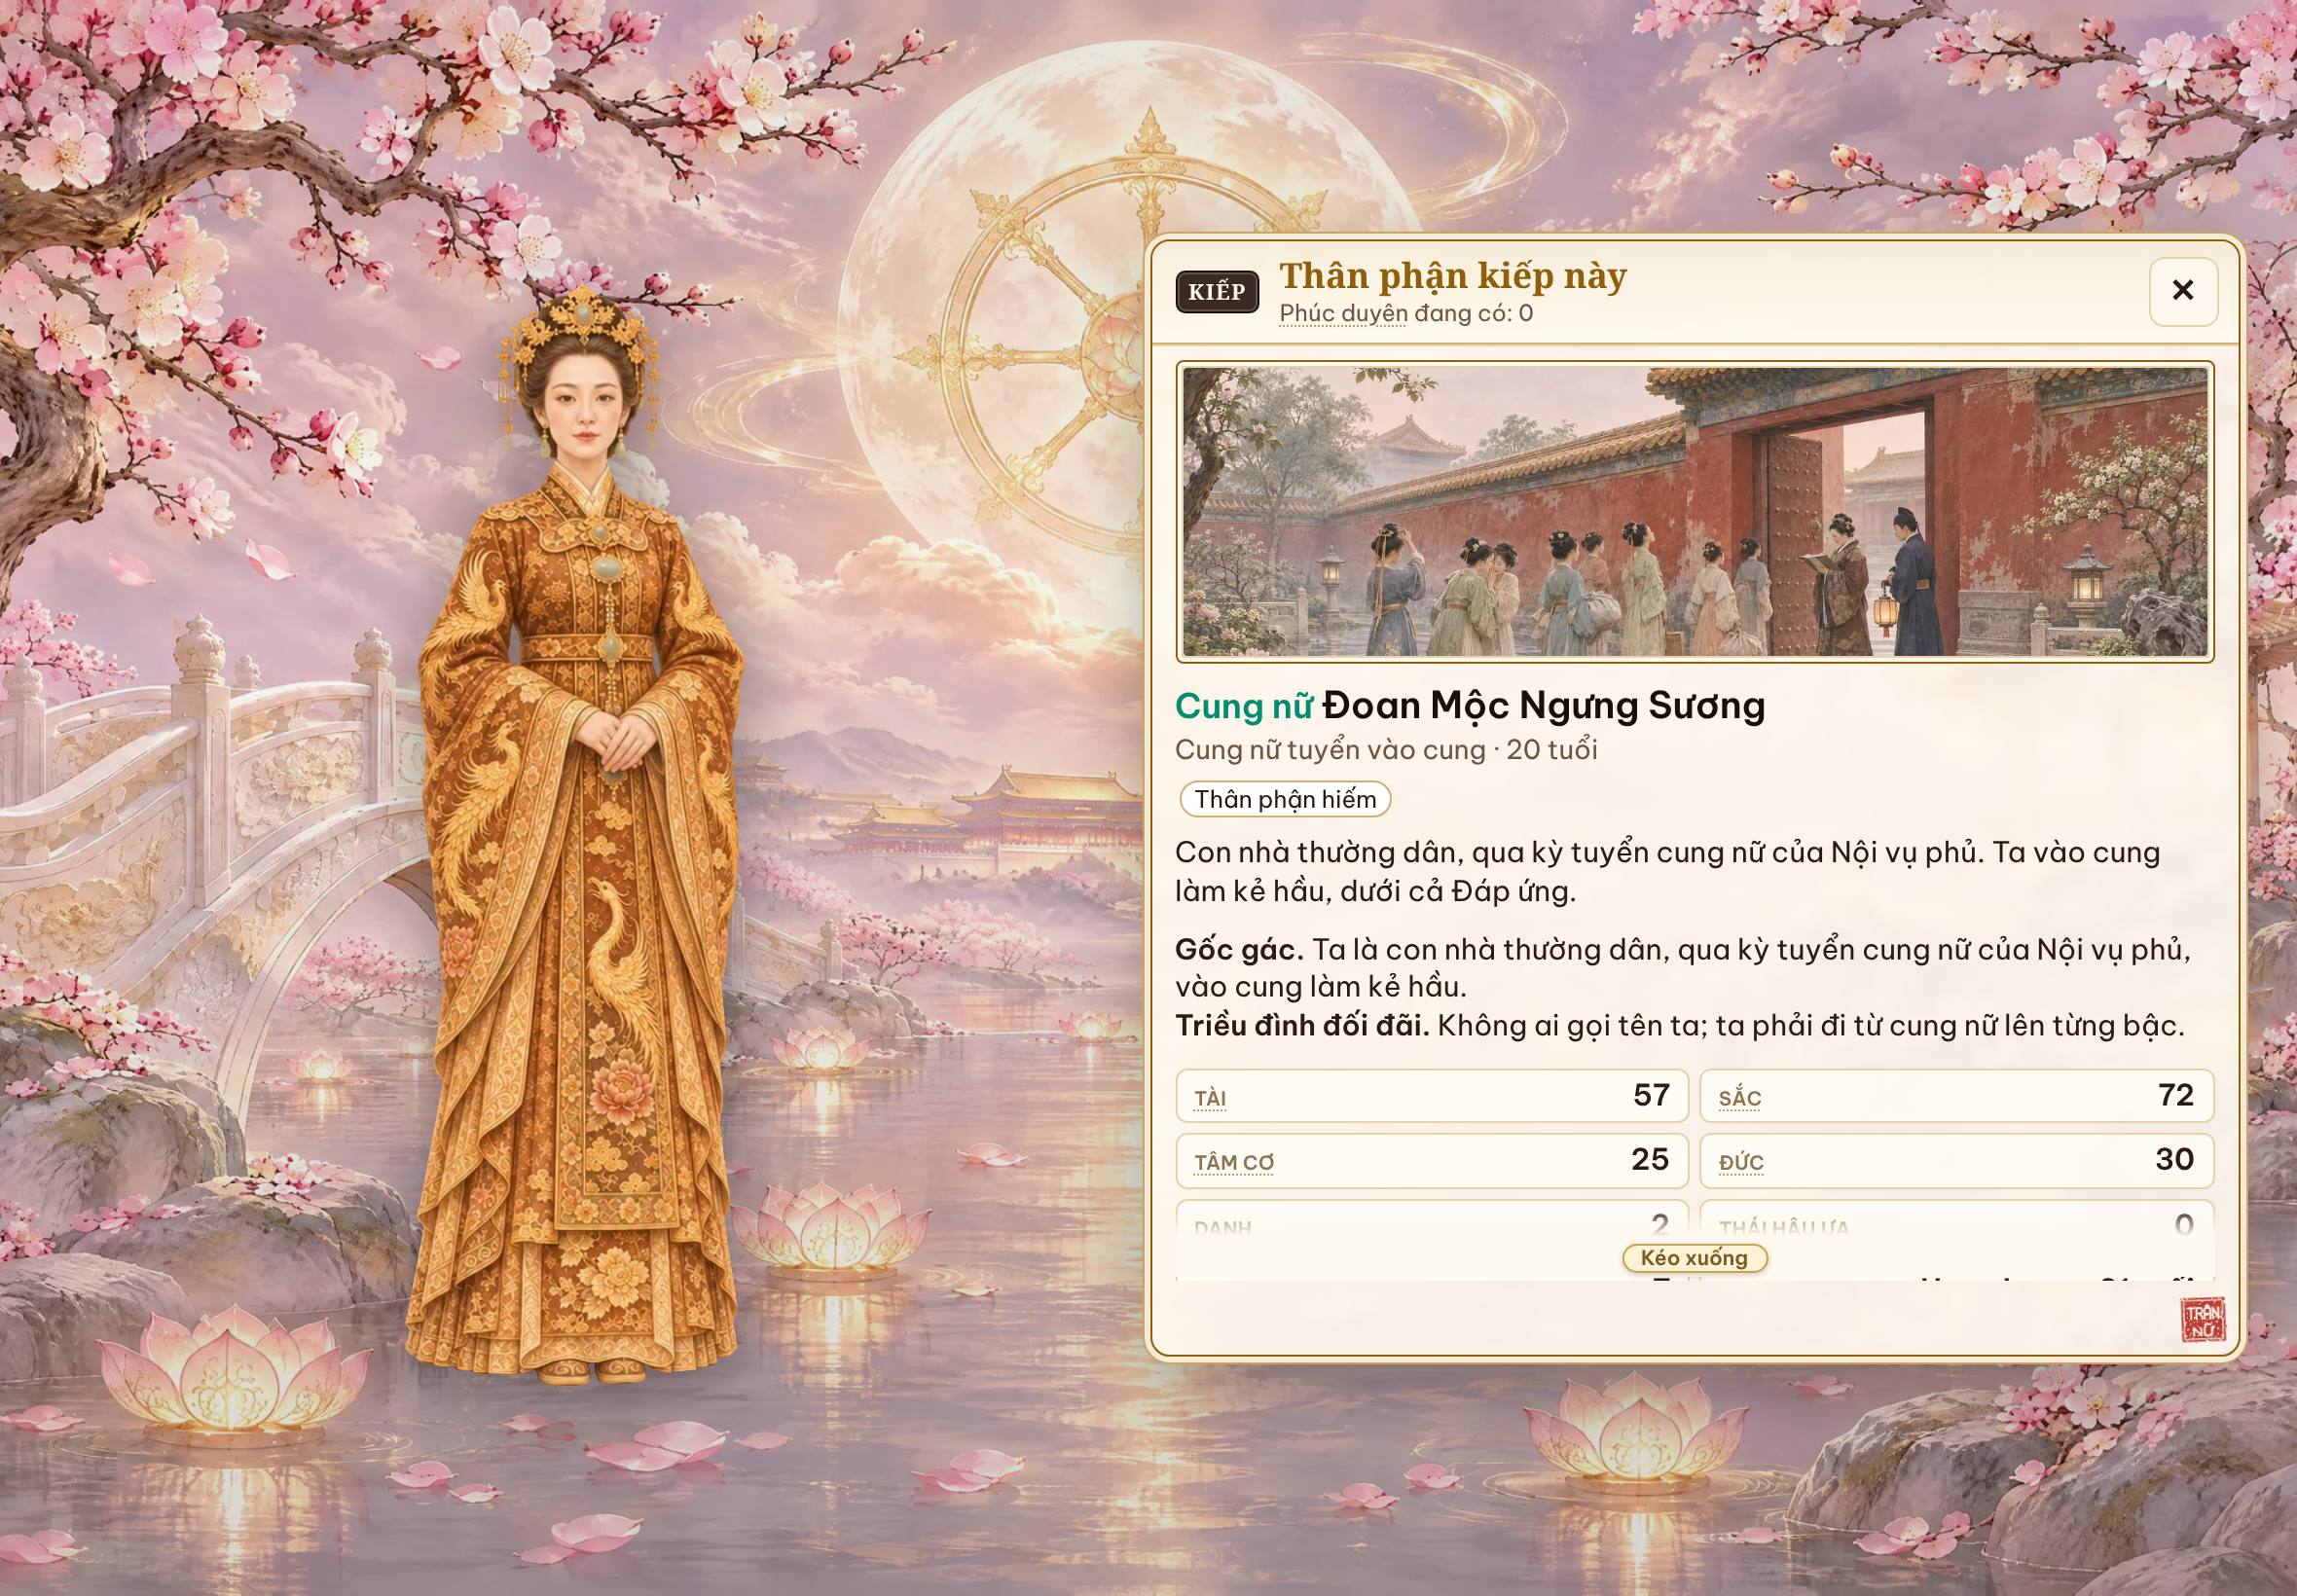 KIẾP
Thân phận kiếp này
Phúc duyên đang có: 0
×
Cung nữ Đoan Mộc Ngưng Sương
Cung nữ tuyển vào cung · 20 tuổi
Thân phận hiếm
Con nhà thường dân, qua kỳ tuyển cung nữ của Nội vụ phủ. Ta vào cung
làm kẻ hầu, dưới cả Đáp ứng.
Gốc gác. Ta là con nhà thường dân, qua kỳ tuyển cung nữ của Nội vụ phủ,
vào cung làm kẻ hầu.
Triều đình đối đãi. Không ai gọi tên ta; ta phải đi từ cung nữ lên từng bậc.
TÀI 57 SẮC 72
TÂM CƠ 25 ĐỨC 30
DANH 2 THÁI HẬU ƯA 0
Kéo xuống
TRÂN
NỮ